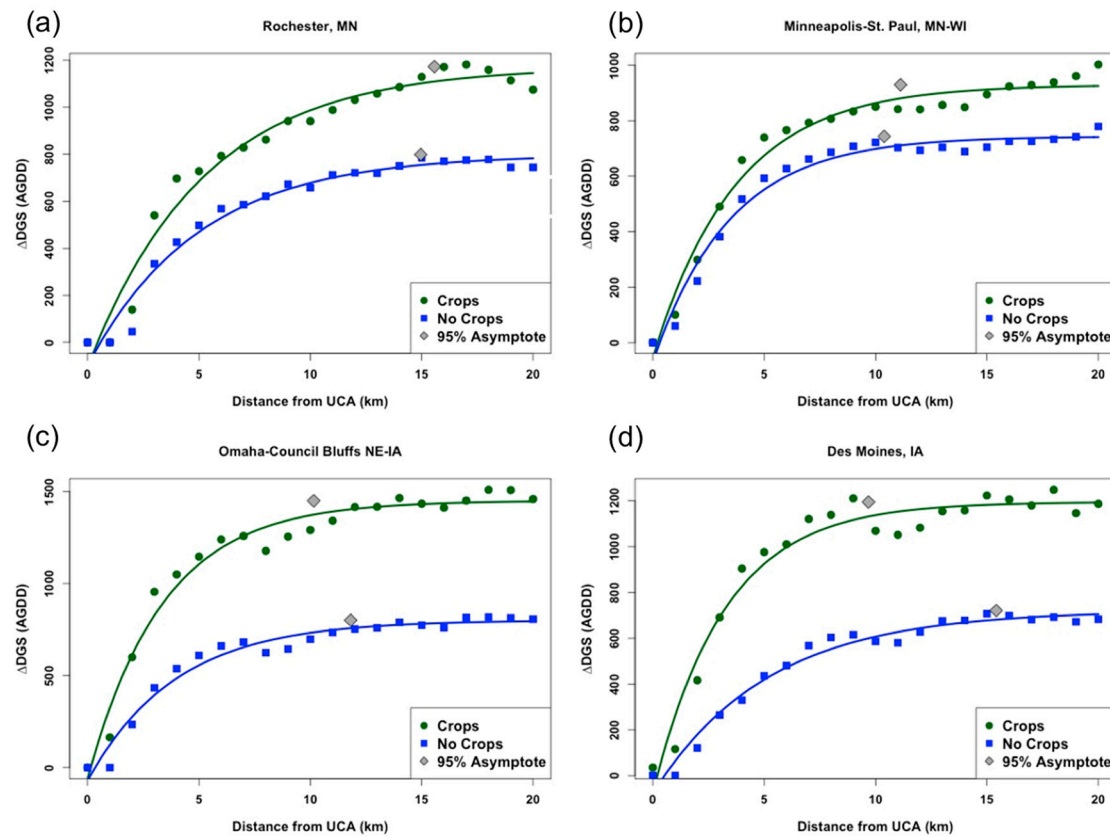 (a)
Rochester, MN
ΔDGS (AGDD)
1200
1000
800
600
400
200
0
Crops
No Crops
95% Asymptote
0 5 10 15 20
Distance from UCA (km)
(b)
Minneapolis-St. Paul, MN-WI
ΔDGS (AGDD)
1000
800
600
400
200
0
Crops
No Crops
95% Asymptote
0 5 10 15 20
Distance from UCA (km)
(c)
Omaha-Council Bluffs NE-IA
ΔDGS (AGDD)
1500
1000
500
0
Crops
No Crops
95% Asymptote
0 5 10 15 20
Distance from UCA (km)
(d)
Des Moines, IA
ΔDGS (AGDD)
1200
1000
800
600
400
200
0
Crops
No Crops
95% Asymptote
0 5 10 15 20
Distance from UCA (km)